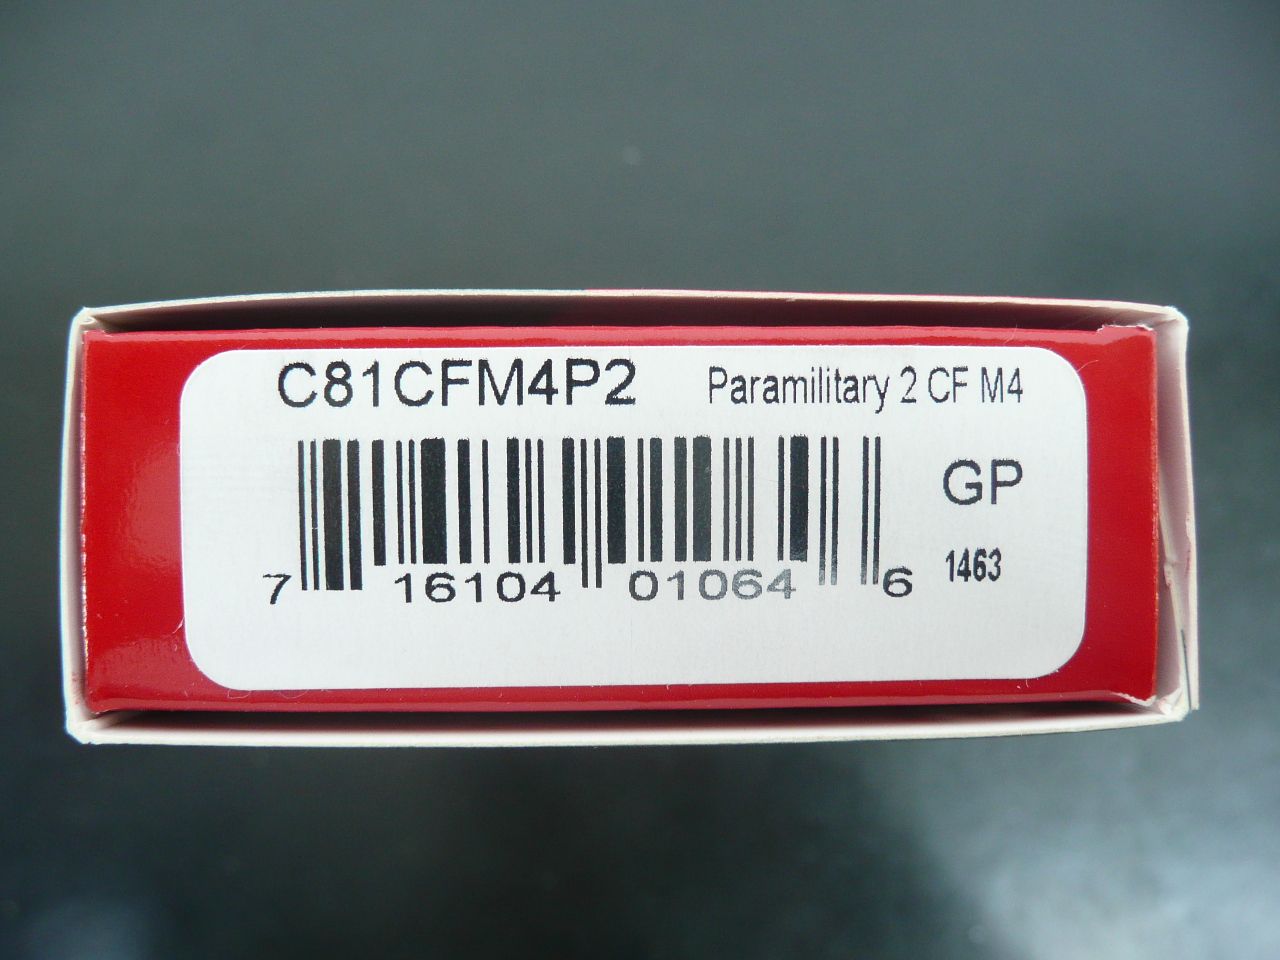 C81CFM4P2 Paramilitary 2 CF M4
GP
1463
7 16104 01064 6